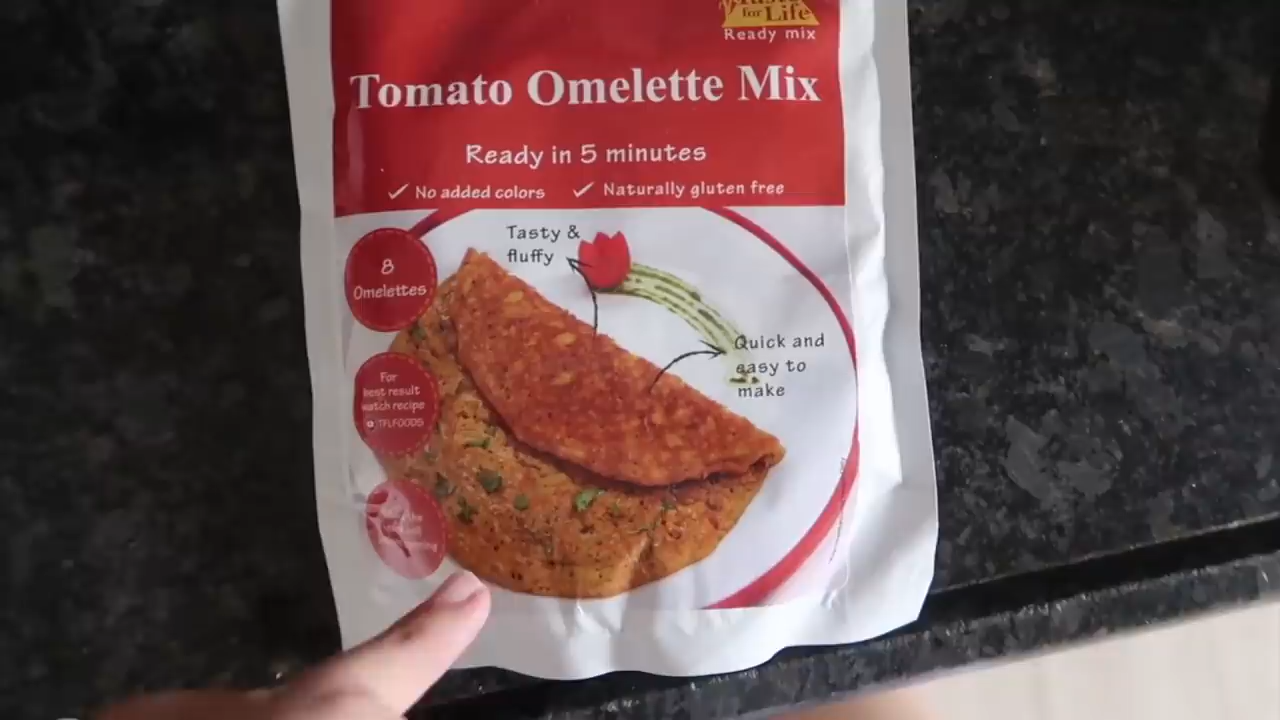 for Life
Ready mix
Tomato Omelette Mix
Ready in 5 minutes
No added colors
Naturally gluten free
Tasty &
fluffy
8
Omelettes
Quick and
easy to
make
For
best result
watch recipe
TFLFOODS